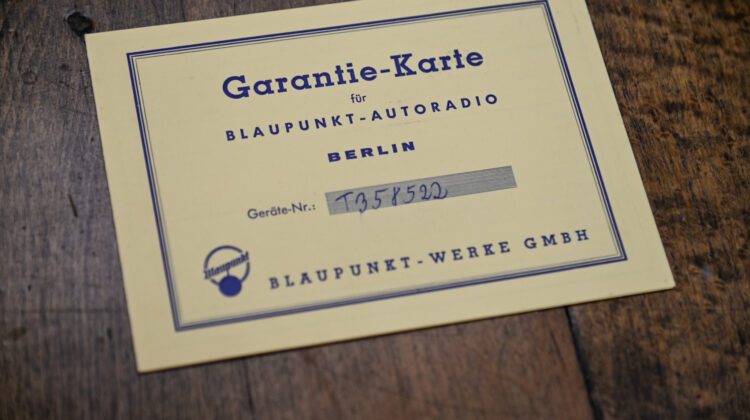 Garantie-Karte
für
BLAUPUNKT-AUTORADIO
BERLIN
Geräte-Nr.: T358522
Blaupunkt
BLAUPUNKT-WERKE GMBH